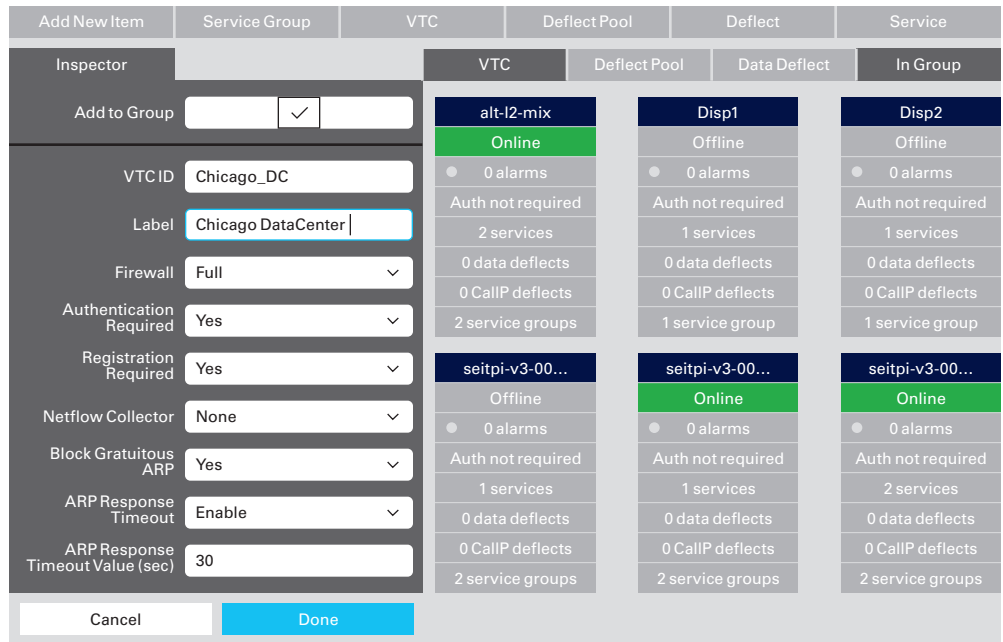 Add New Item
Service Group
VTC
Deflect Pool
Deflect
Service
Inspector
VTC
Deflect Pool
Data Deflect
In Group
Add to Group
VTC ID
Chicago_DC
Label
Chicago DataCenter
Firewall
Full
Authentication
Required
Yes
Registration
Required
Yes
Netflow Collector
None
Block Gratuitous
ARP
Yes
ARP Response
Timeout
Enable
ARP Response
Timeout Value (sec)
30
Cancel
Done
alt-l2-mix
Online
0 alarms
Auth not required
2 services
0 data deflects
0 CallP deflects
2 service groups
Disp1
Offline
0 alarms
Auth not required
1 services
0 data deflects
0 CallP deflects
1 service group
Disp2
Offline
0 alarms
Auth not required
1 services
0 data deflects
0 CallP deflects
1 service group
seitpi-v3-00...
Offline
0 alarms
Auth not required
1 services
0 data deflects
0 CallP deflects
2 service groups
seitpi-v3-00...
Online
0 alarms
Auth not required
1 services
0 data deflects
0 CallP deflects
2 service groups
seitpi-v3-00...
Online
0 alarms
Auth not required
2 services
0 data deflects
0 CallP deflects
2 service groups